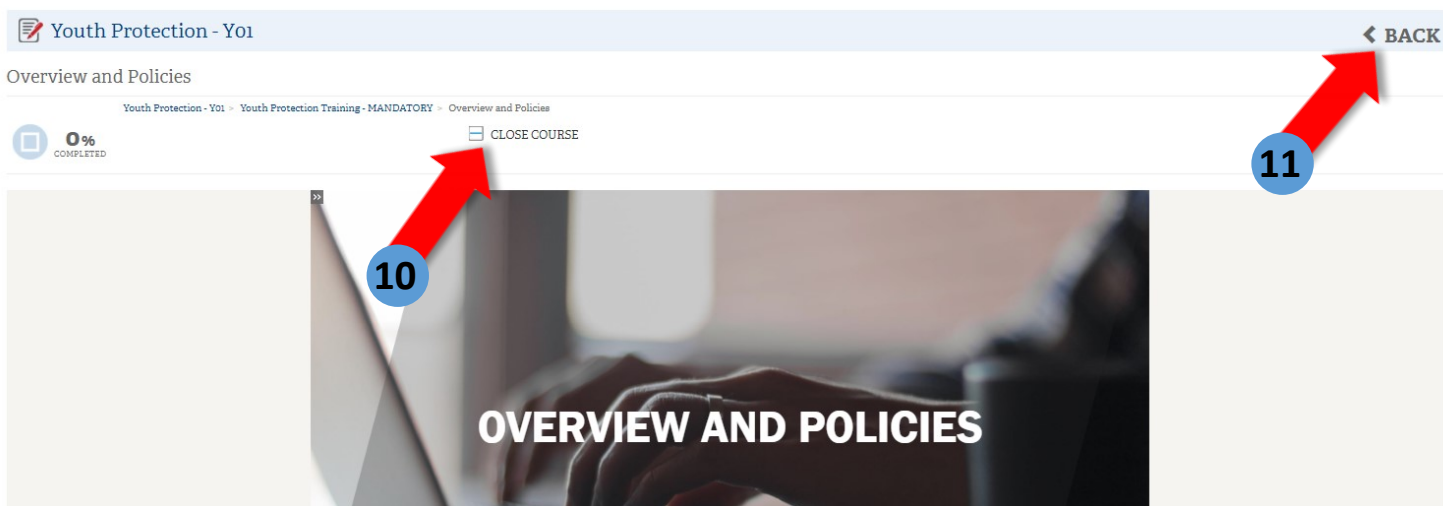 Youth Protection - Y01
BACK
Overview and Policies
Youth Protection - Y01 > Youth Protection Training - MANDATORY > Overview and Policies
0%
COMPLETED
CLOSE COURSE
11
»
10
OVERVIEW AND POLICIES